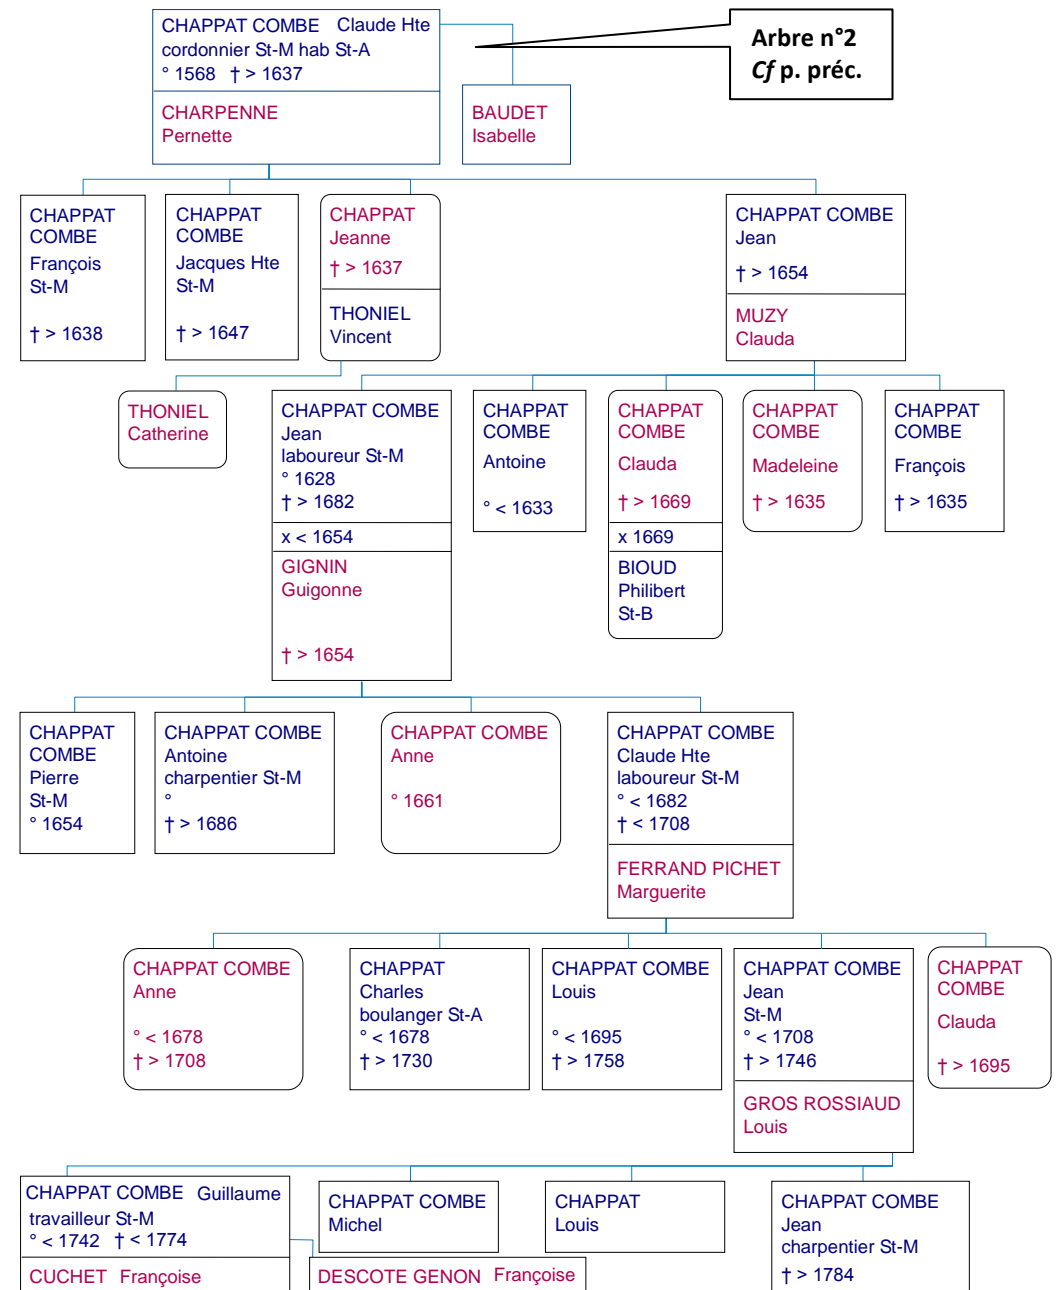 CHAPPAT COMBE Claude Hte
cordonnier St-M hab St-A
° 1568 † > 1637
CHARPENNE
Pernette
BAUDET
Isabelle
Arbre n°2
Cf p. préc.
CHAPPAT
COMBE
François
St-M
† > 1638
CHAPPAT
COMBE
Jacques Hte
St-M
† > 1647
CHAPPAT
Jeanne
† > 1637
THONIEL
Vincent
CHAPPAT COMBE
Jean
† > 1654
MUZY
Clauda
THONIEL
Catherine
CHAPPAT COMBE
Jean
laboureur St-M
° 1628
† > 1682
x < 1654
GIGNIN
Guigonne
† > 1654
CHAPPAT
COMBE
Antoine
° < 1633
CHAPPAT
COMBE
Clauda
† > 1669
x 1669
BIOUD
Philibert
St-B
CHAPPAT
COMBE
Madeleine
† > 1635
CHAPPAT
COMBE
François
† > 1635
CHAPPAT
COMBE
Pierre
St-M
° 1654
CHAPPAT COMBE
Antoine
charpentier St-M
°
† > 1686
CHAPPAT COMBE
Anne
° 1661
CHAPPAT COMBE
Claude Hte
laboureur St-M
° < 1682
† < 1708
FERRAND PICHET
Marguerite
CHAPPAT COMBE
Anne
° < 1678
† > 1708
CHAPPAT
Charles
boulanger St-A
° < 1678
† > 1730
CHAPPAT COMBE
Louis
° < 1695
† > 1758
CHAPPAT COMBE
Jean
St-M
° < 1708
† > 1746
GROS ROSSIAUD
Louis
CHAPPAT
COMBE
Clauda
† > 1695
CHAPPAT COMBE Guillaume
travailleur St-M
° < 1742 † < 1774
CUCHET Françoise
DESCOTE GENON Françoise
CHAPPAT COMBE
Michel
CHAPPAT
Louis
CHAPPAT COMBE
Jean
charpentier St-M
† > 1784